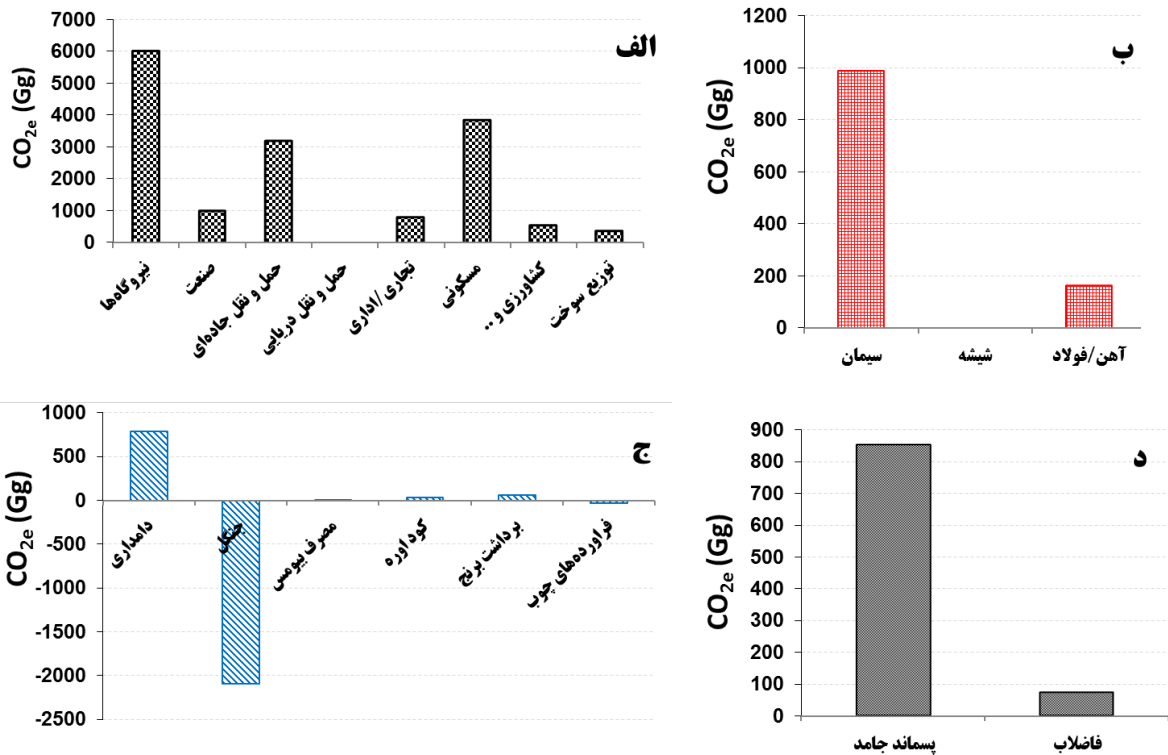 الف
CO2e (Gg)
7000
6000
5000
4000
3000
2000
1000
0
نیروگاه‌ها
صنعت
حمل و نقل جاده‌ای
حمل و نقل دریایی
تجاری /اداری
مسکونی
کشاورزی و ..
توزیع سوخت
ب
CO2e (Gg)
1200
1000
800
600
400
200
0
سیمان
شیشه
آهن/فولاد
ج
CO2e (Gg)
1000
500
0
-500
-1000
-1500
-2000
-2500
دامداری
جنگل
مصرف بیومس
کود اوره
برداشت برنج
فراورده‌های چوب
د
CO2e (Gg)
900
800
700
600
500
400
300
200
100
0
پسماند جامد
فاضلاب